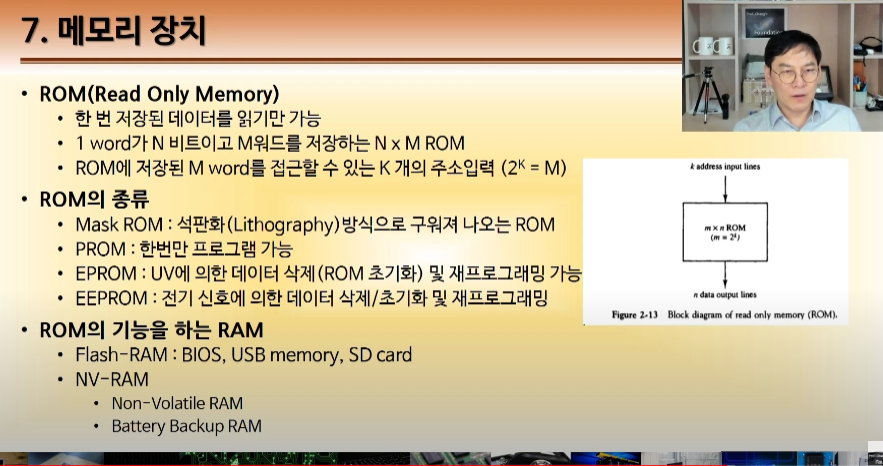 7. 메모리 장치
• ROM(Read Only Memory)
• 한 번 저장된 데이터를 읽기만 가능
• 1 word가 N 비트이고 M워드를 저장하는 N x M ROM
• ROM에 저장된 M word를 접근할 수 있는 K 개의 주소입력 (2ᴷ = M)
• ROM의 종류
• Mask ROM : 석판화(Lithography)방식으로 구워져 나오는 ROM
• PROM : 한번만 프로그램 가능
• EPROM : UV에 의한 데이터 삭제(ROM 초기화) 및 재프로그래밍 가능
• EEPROM : 전기 신호에 의한 데이터 삭제/초기화 및 재프로그래밍
• ROM의 기능을 하는 RAM
• Flash-RAM : BIOS, USB memory, SD card
• NV-RAM
• Non-Volatile RAM
• Battery Backup RAM
k address input lines
m × n ROM
(m = 2ᵏ)
n data output lines
Figure 2-13 Block diagram of read only memory (ROM).
Foundation